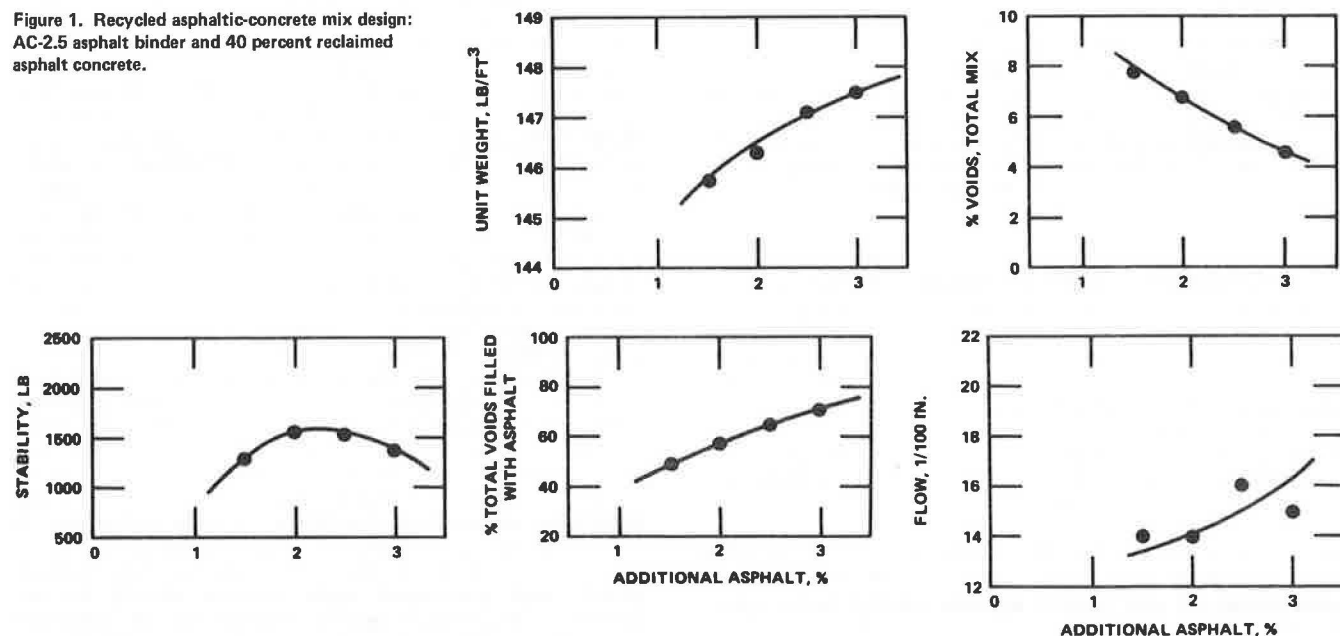 Figure 1. Recycled asphaltic-concrete mix design:
AC-2.5 asphalt binder and 40 percent reclaimed
asphalt concrete.
149
148
147
146
145
144
UNIT WEIGHT, LB/FT³
0 1 2 3
10
8
6
4
2
0
% VOIDS, TOTAL MIX
1 2 3
2500
2000
1500
1000
500
STABILITY, LB
0 1 2 3
100
80
60
40
20
% TOTAL VOIDS FILLED
WITH ASPHALT
1 2 3
ADDITIONAL ASPHALT, %
22
20
18
16
14
12
FLOW, 1/100 IN.
0 1 2 3
ADDITIONAL ASPHALT, %